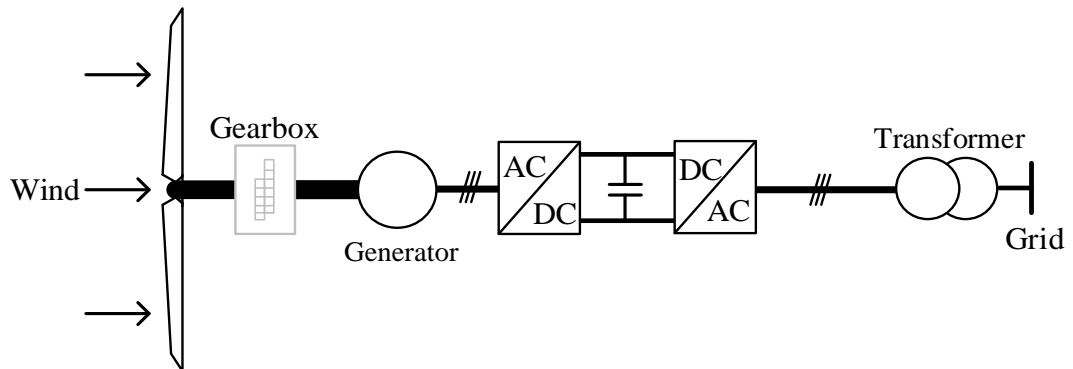 Gearbox
Transformer
AC
DC
Wind
DC
AC
Generator
Grid